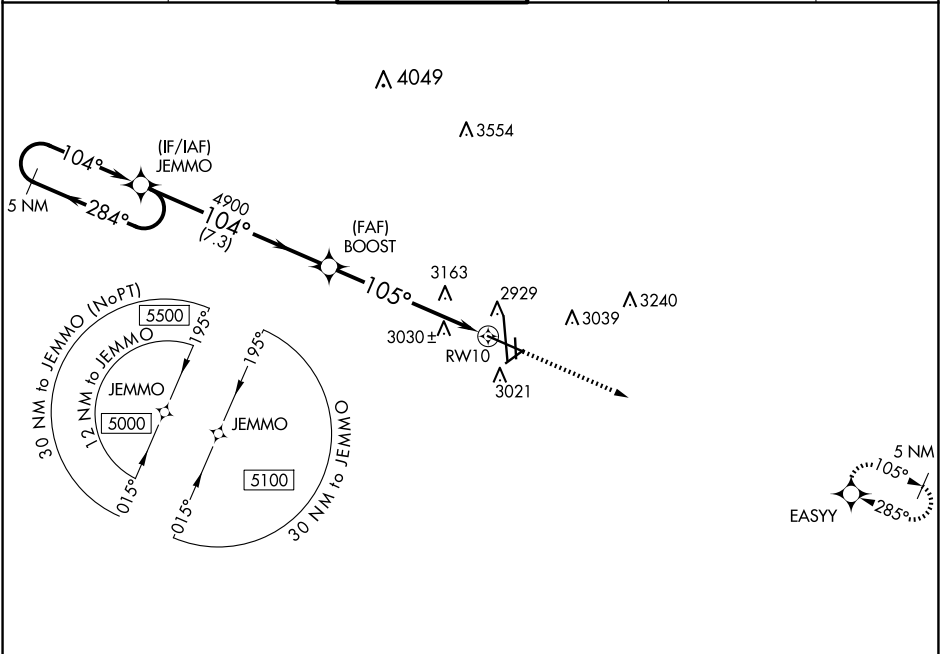 4049
3554
(IF/IAF)
JEMMO
104°
5 NM
284°
4900
104°
(7.3)
(FAF)
BOOST
105°
3163
2929
3240
3039
3030±
RW10
3021
30 NM to JEMMO (NoPT)
5500
195°
12 NM to JEMMO
JEMMO
5000
015°
195°
JEMMO
5100
015°
30 NM to JEMMO
5 NM
105°
285°
EASYY